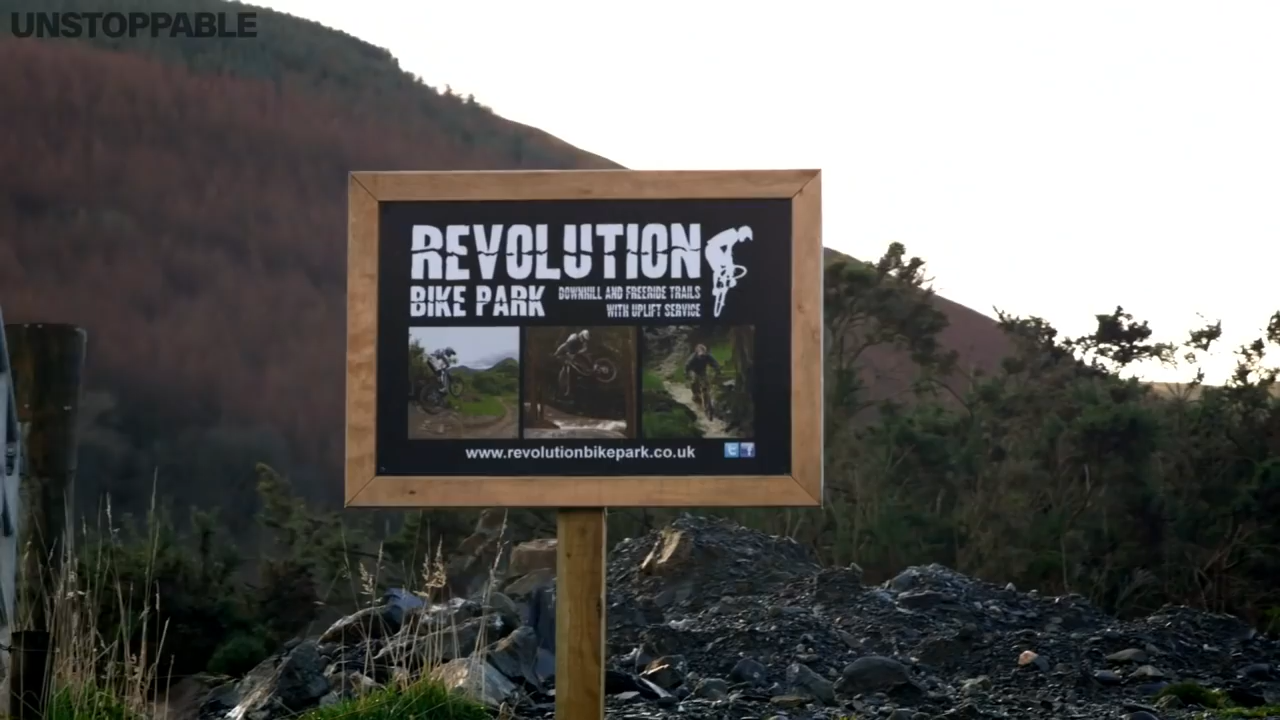 UNSTOPPABLE
REVOLUTION
BIKE PARK
DOWNHILL AND FREERIDE TRAILS
WITH UPLIFT SERVICE
www.revolutionbikepark.co.uk
t f